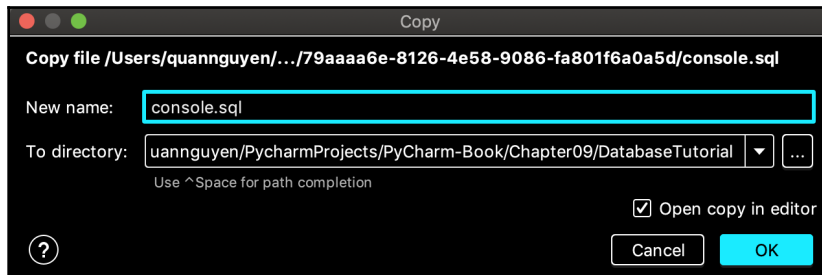 Copy
Copy file /Users/quannguyen/.../79aaaa6e-8126-4e58-9086-fa801f6a0a5d/console.sql
New name: console.sql
To directory: uannguyen/PycharmProjects/PyCharm-Book/Chapter09/DatabaseTutorial ...
Use ^Space for path completion
Open copy in editor
? Cancel OK